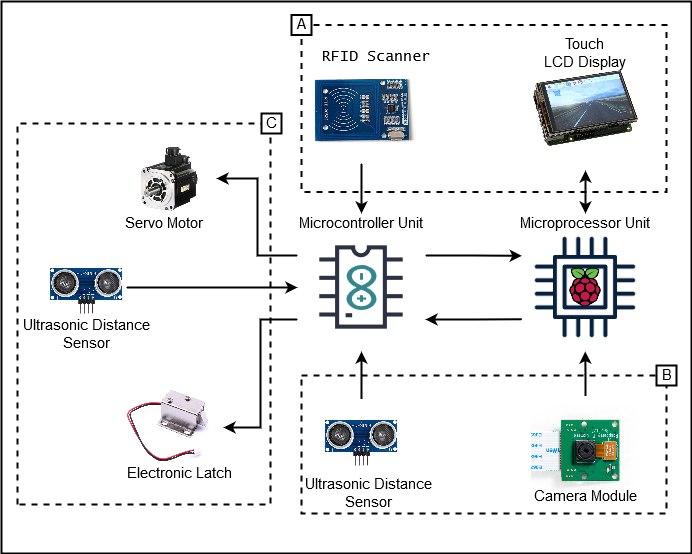 A
RFID Scanner
Touch
LCD Display
C
Servo Motor
Microcontroller Unit
Microprocessor Unit
Ultrasonic Distance
Sensor
B
Electronic Latch
Ultrasonic Distance
Sensor
Camera Module